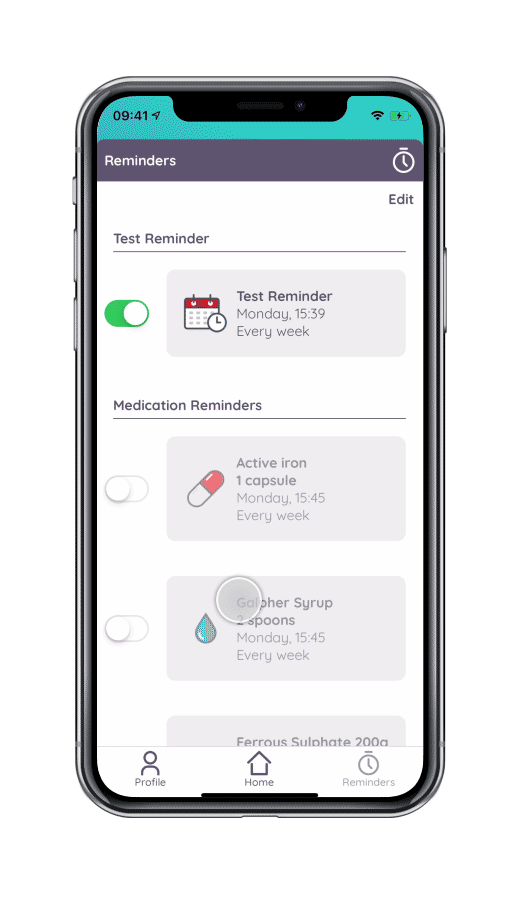 09:41
Reminders
Edit
Test Reminder
Test Reminder
Monday, 15:39
Every week
Medication Reminders
Active iron
1 capsule
Monday, 15:45
Every week
Galpher Syrup
2 spoons
Monday, 15:45
Every week
Ferrous Sulphate 200g
Profile
Home
Reminders